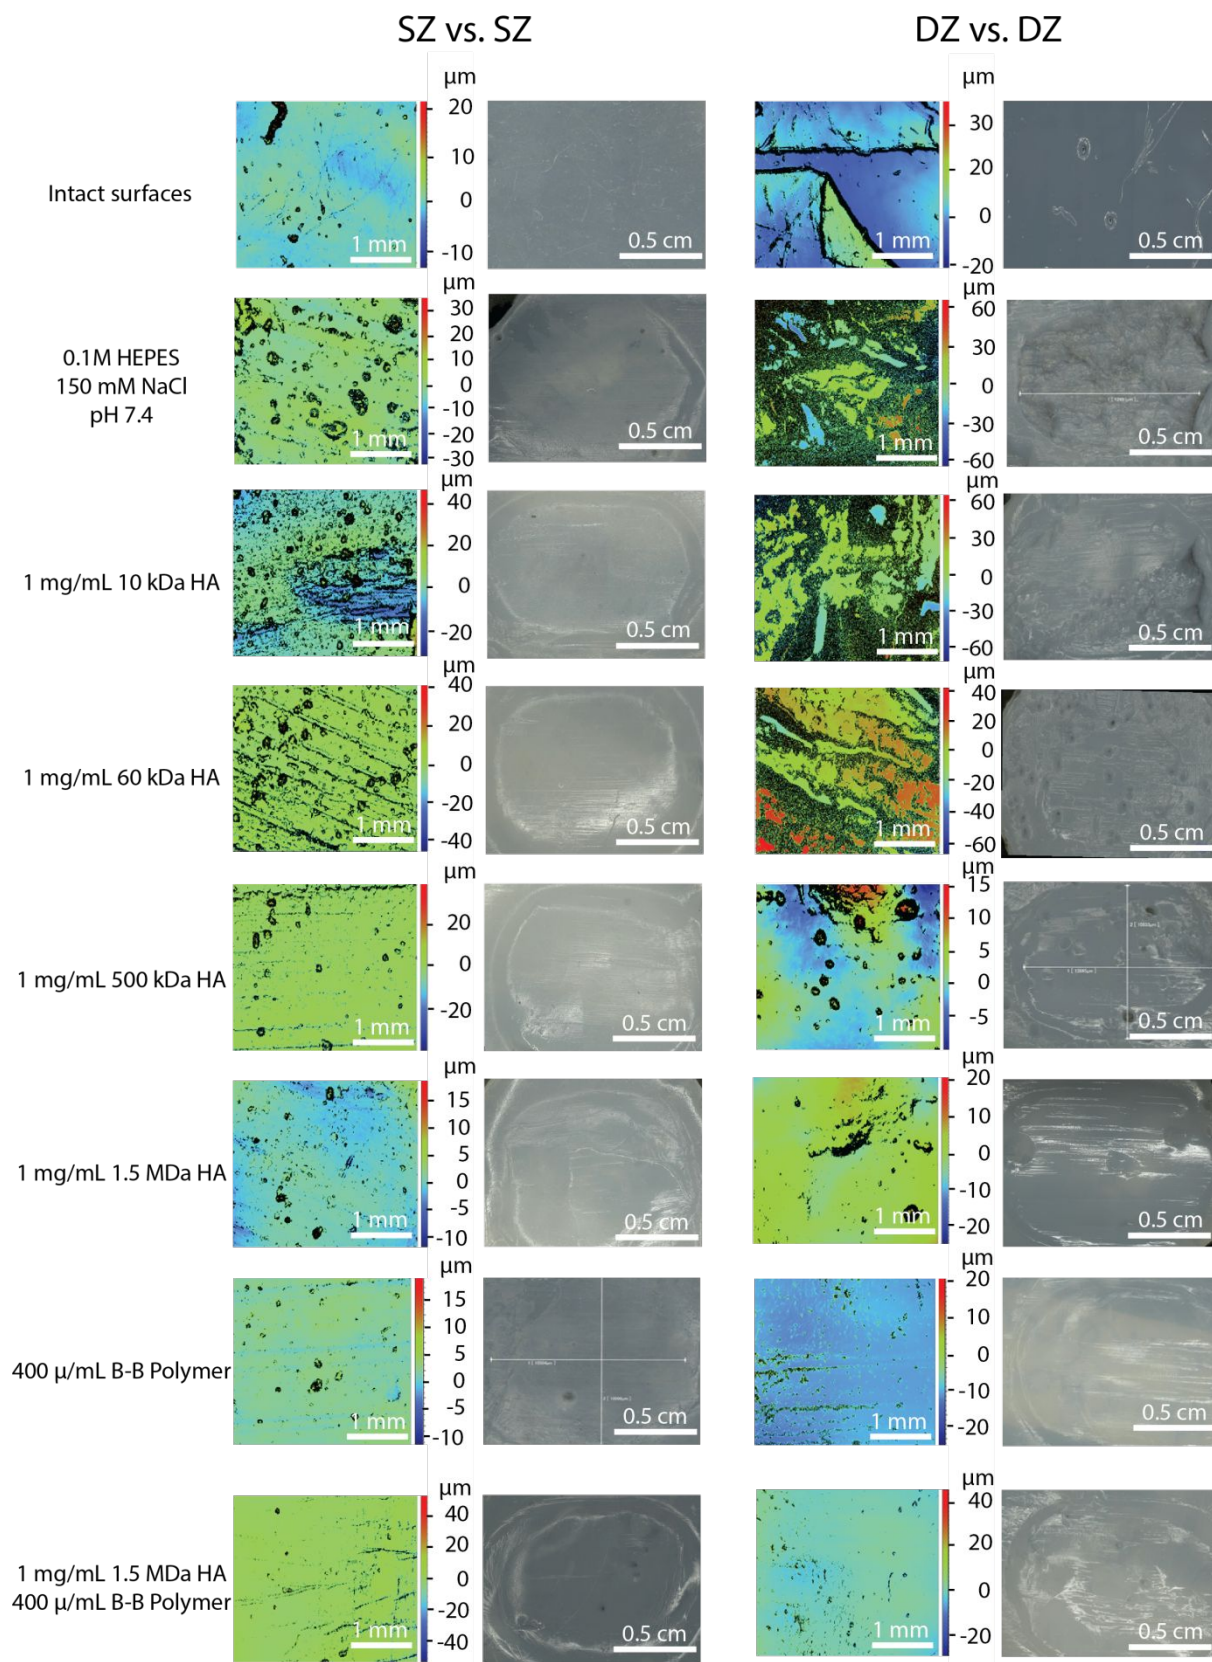 SZ vs. SZ
DZ vs. DZ
Intact surfaces
µm
20
10
0
-10
1 mm
0.5 cm
µm
30
20
0
-20
1 mm
0.5 cm
0.1M HEPES
150 mM NaCl
pH 7.4
µm
30
20
10
0
-10
-20
-30
1 mm
0.5 cm
µm
60
30
0
-30
-60
1 mm
0.5 cm
1 mg/mL 10 kDa HA
µm
40
20
0
-20
1 mm
0.5 cm
µm
60
30
0
-30
-60
1 mm
0.5 cm
1 mg/mL 60 kDa HA
µm
40
20
0
-20
-40
1 mm
0.5 cm
µm
40
20
0
-20
-40
-60
1 mm
0.5 cm
1 mg/mL 500 kDa HA
µm
20
0
-20
1 mm
0.5 cm
µm
15
10
5
0
-5
1 mm
0.5 cm
1 mg/mL 1.5 MDa HA
µm
15
10
5
0
-5
-10
1 mm
0.5 cm
µm
20
10
0
-10
-20
1 mm
0.5 cm
400 µ/mL B-B Polymer
µm
15
10
5
0
-5
-10
1 mm
0.5 cm
µm
20
10
0
-10
-20
1 mm
0.5 cm
1 mg/mL 1.5 MDa HA
400 µ/mL B-B Polymer
µm
40
20
0
-20
-40
1 mm
0.5 cm
µm
40
20
0
-20
1 mm
0.5 cm